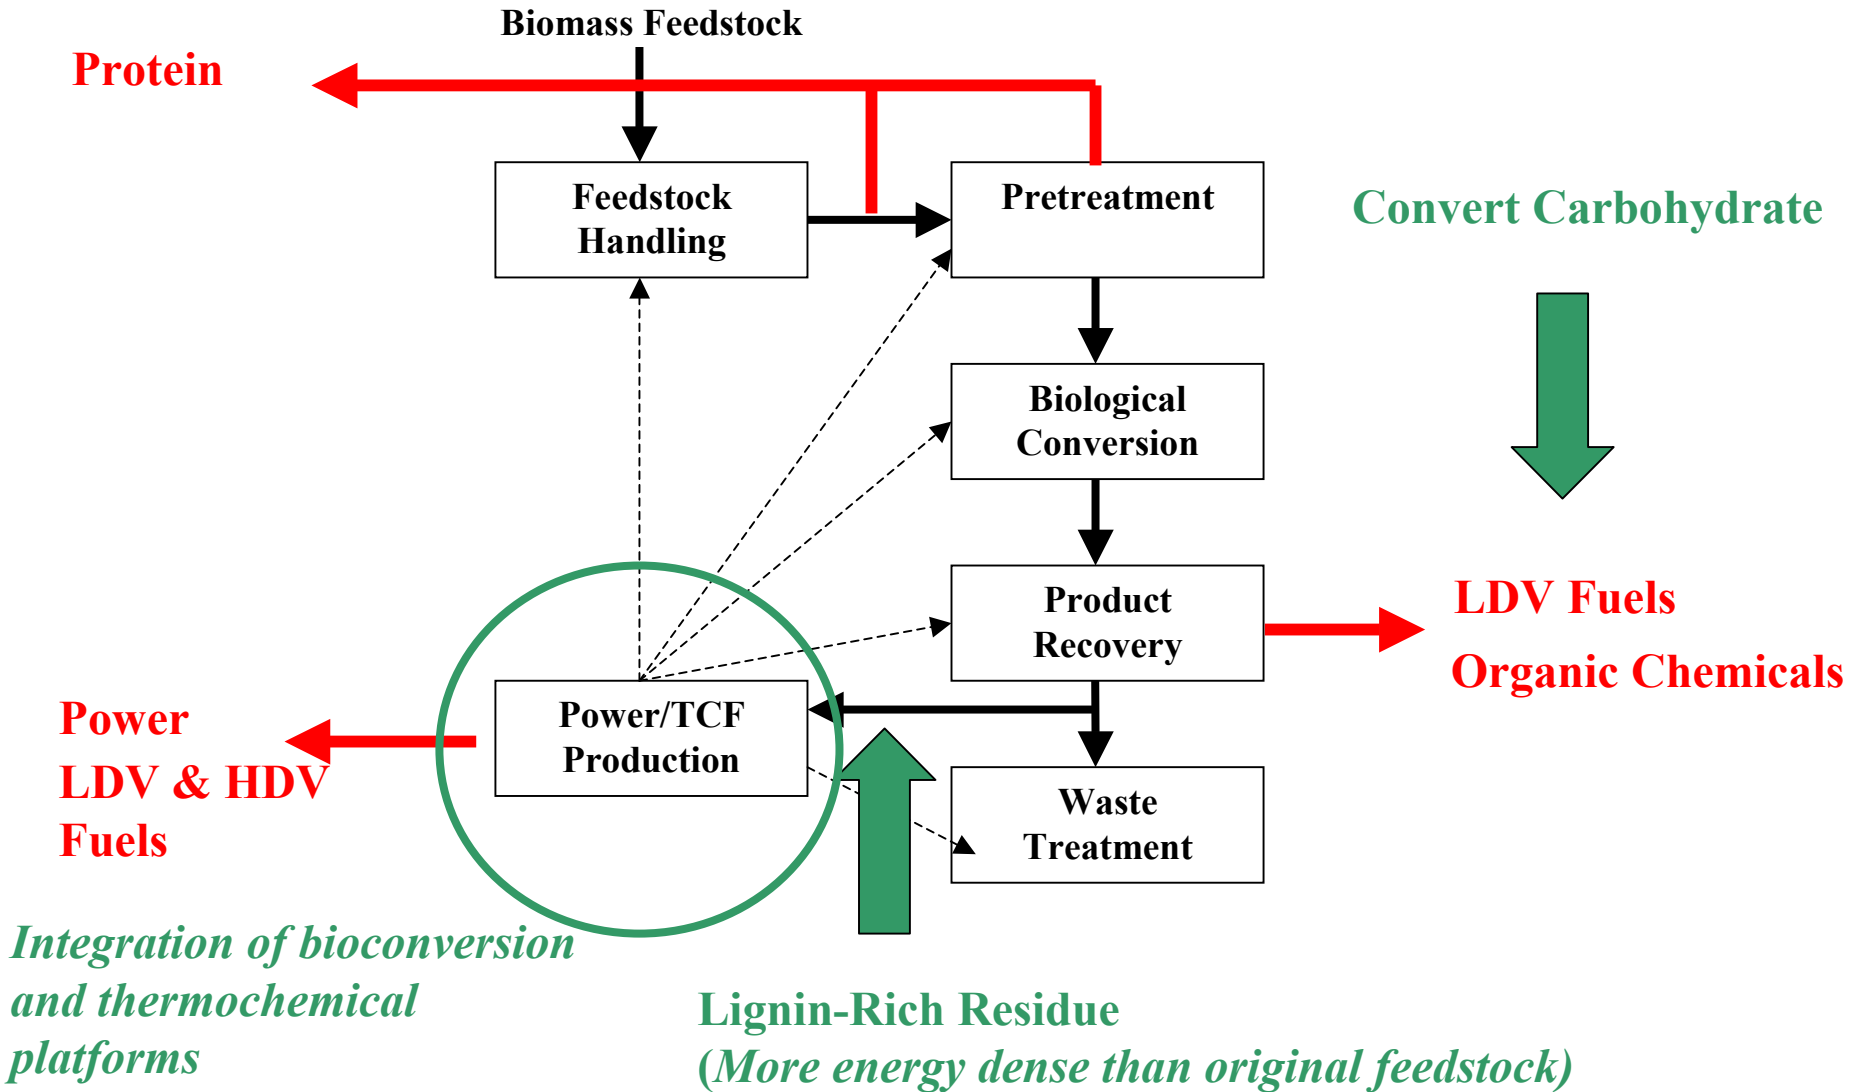 Biomass Feedstock
Protein
Feedstock
Handling
Pretreatment
Convert Carbohydrate
Biological
Conversion
Product
Recovery
LDV Fuels
Organic Chemicals
Power/TCF
Production
Power
LDV & HDV
Fuels
Waste
Treatment
Integration of bioconversion
and thermochemical
platforms
Lignin-Rich Residue
(More energy dense than original feedstock)